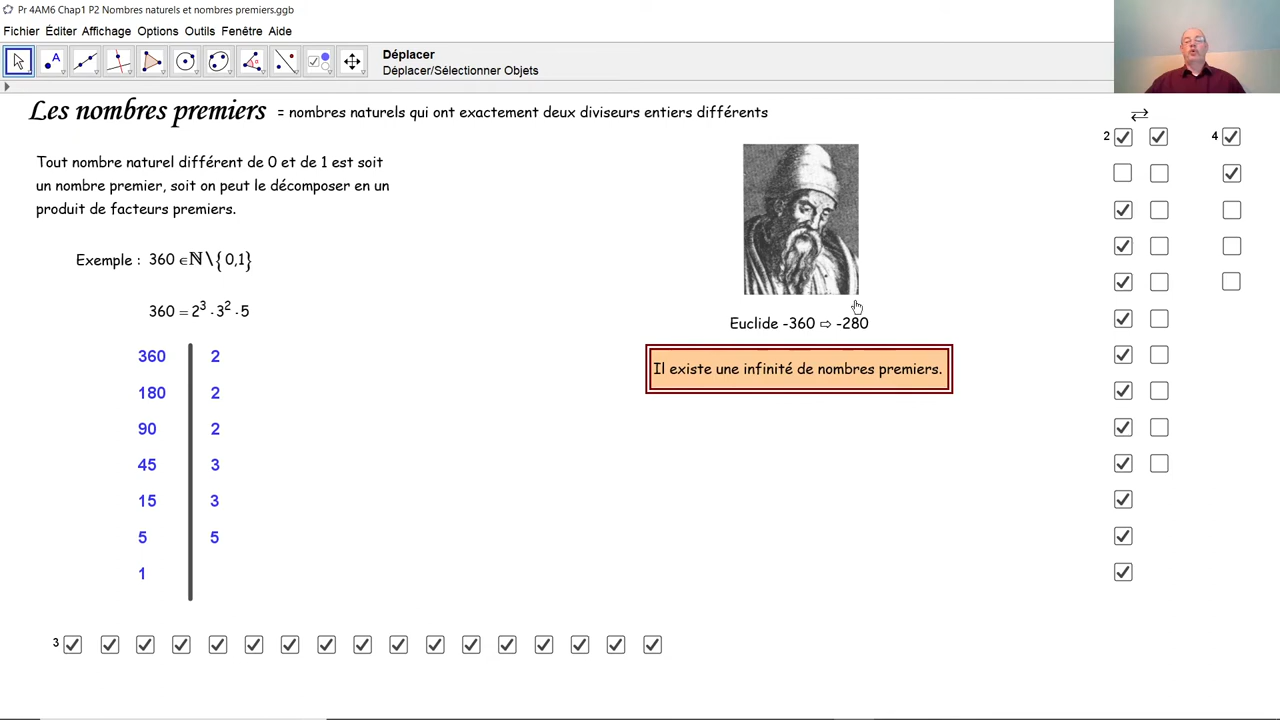 Pr 4AM6 Chap1 P2 Nombres naturels et nombres premiers.ggb
Fichier Éditer Affichage Options Outils Fenêtre Aide
A
Déplacer
Déplacer/Sélectionner Objets
Les nombres premiers = nombres naturels qui ont exactement deux diviseurs entiers différents
⇄
2
4
Tout nombre naturel différent de 0 et de 1 est soit
un nombre premier, soit on peut le décomposer en un
produit de facteurs premiers.
Exemple : 360 ∈ ℕ \ { 0,1}
360 = 2³ · 3² · 5
360 2
180 2
90 2
45 3
15 3
5 5
1
Euclide -360 ⇨ -280
Il existe une infinité de nombres premiers.
3